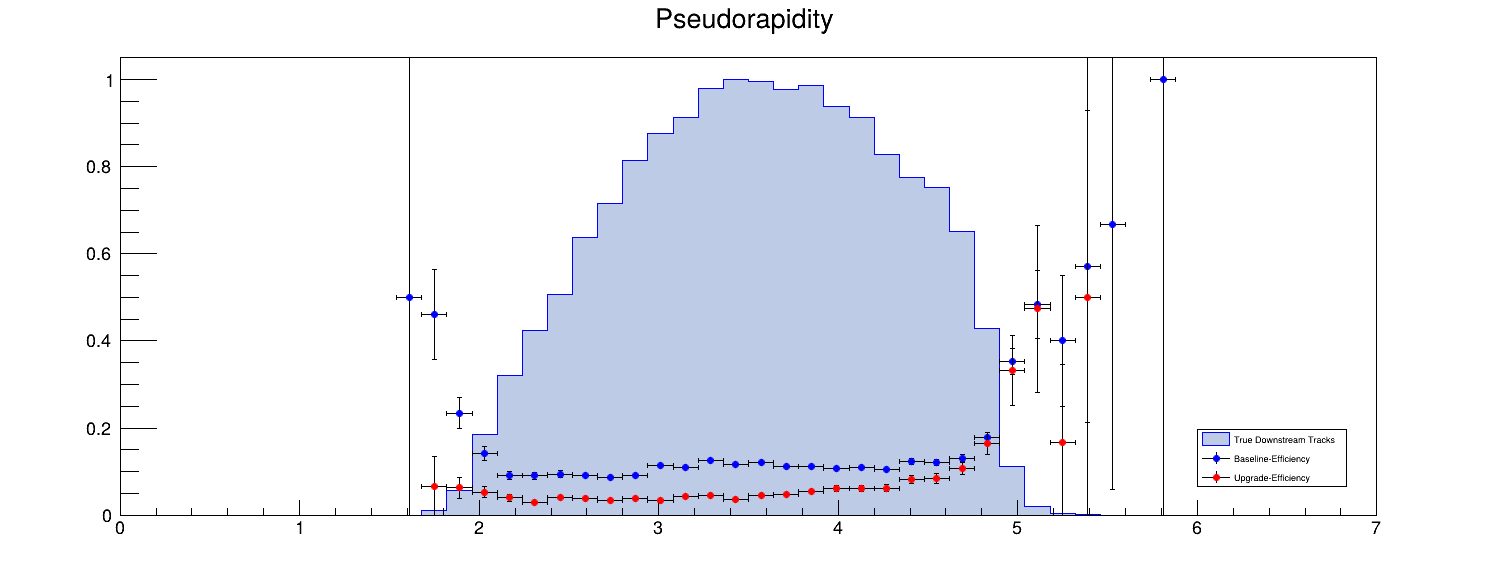 Pseudorapidity
1
0.8
0.6
0.4
0.2
0
0 1 2 3 4 5 6 7
True Downstream Tracks
Baseline-Efficiency
Upgrade-Efficiency